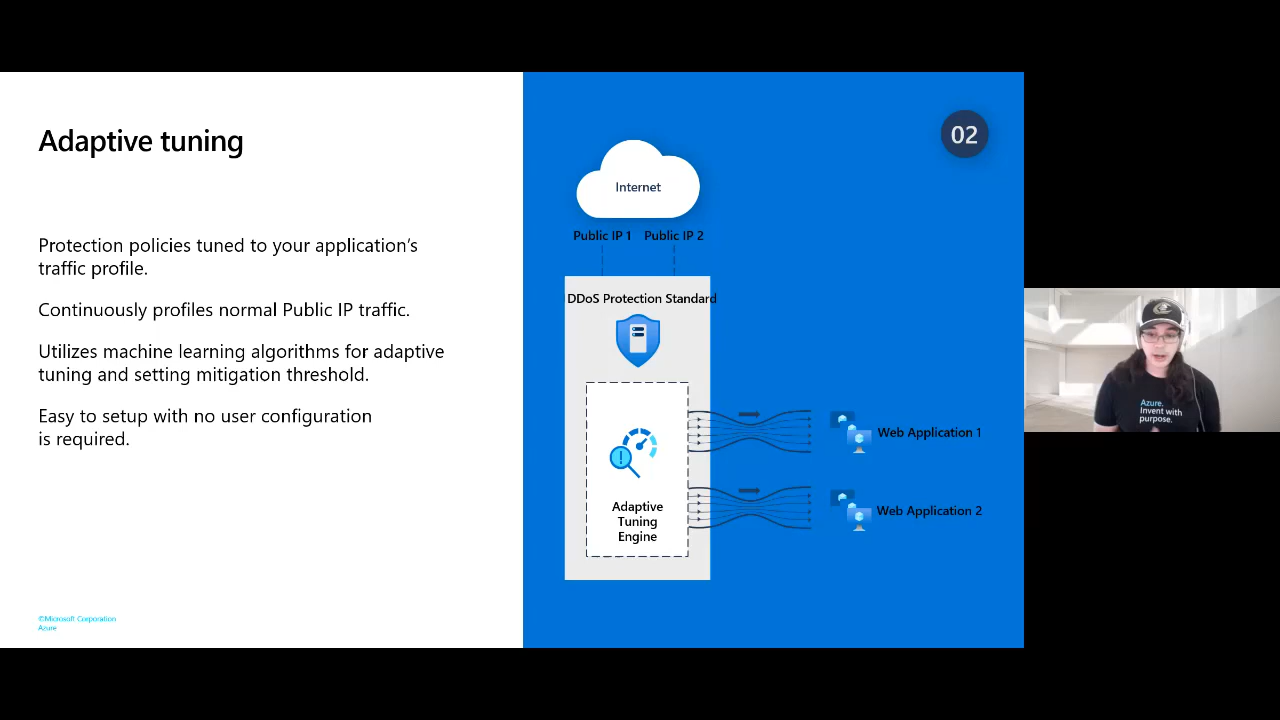 Adaptive tuning
Protection policies tuned to your application's
traffic profile.
Continuously profiles normal Public IP traffic.
Utilizes machine learning algorithms for adaptive
tuning and setting mitigation threshold.
Easy to setup with no user configuration
is required.
©Microsoft Corporation
Azure
02
Internet
Public IP 1
Public IP 2
DDoS Protection Standard
Adaptive
Tuning
Engine
Web Application 1
Web Application 2
Azure.
Invent with
purpose.